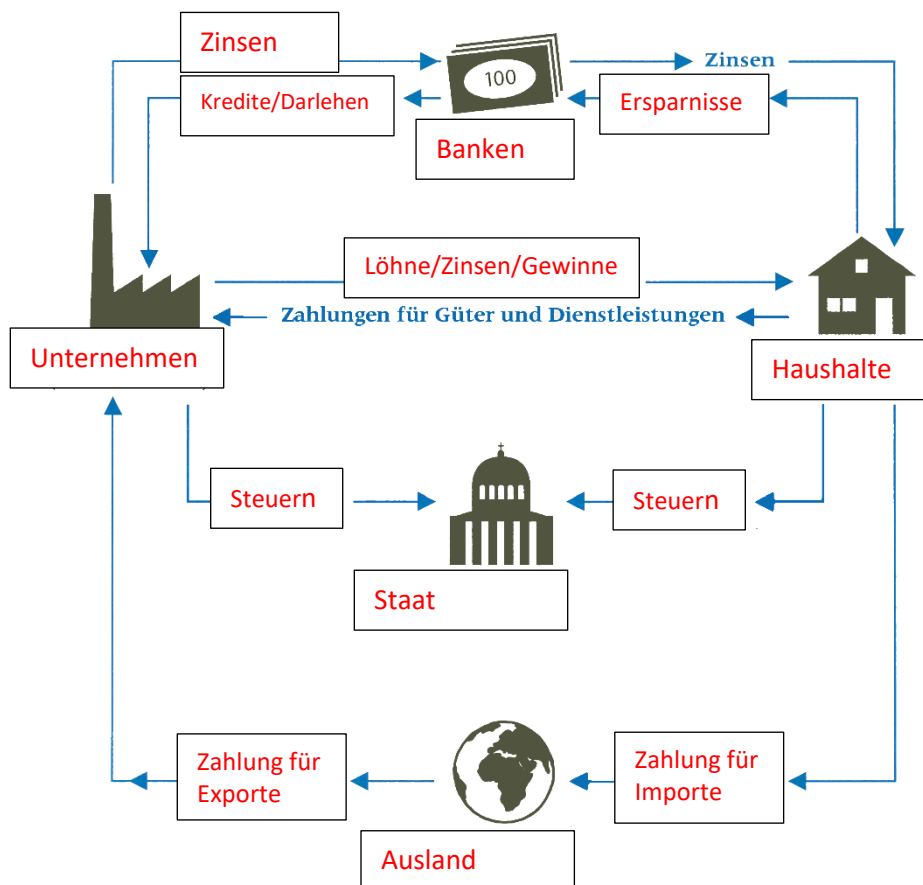 Zinsen
Zinsen
100
Kredite/Darlehen
Ersparnisse
Banken
Löhne/Zinsen/Gewinne
Zahlungen für Güter und Dienstleistungen
Unternehmen
Haushalte
Steuern
Steuern
Staat
Zahlung für
Exporte
Zahlung für
Importe
Ausland